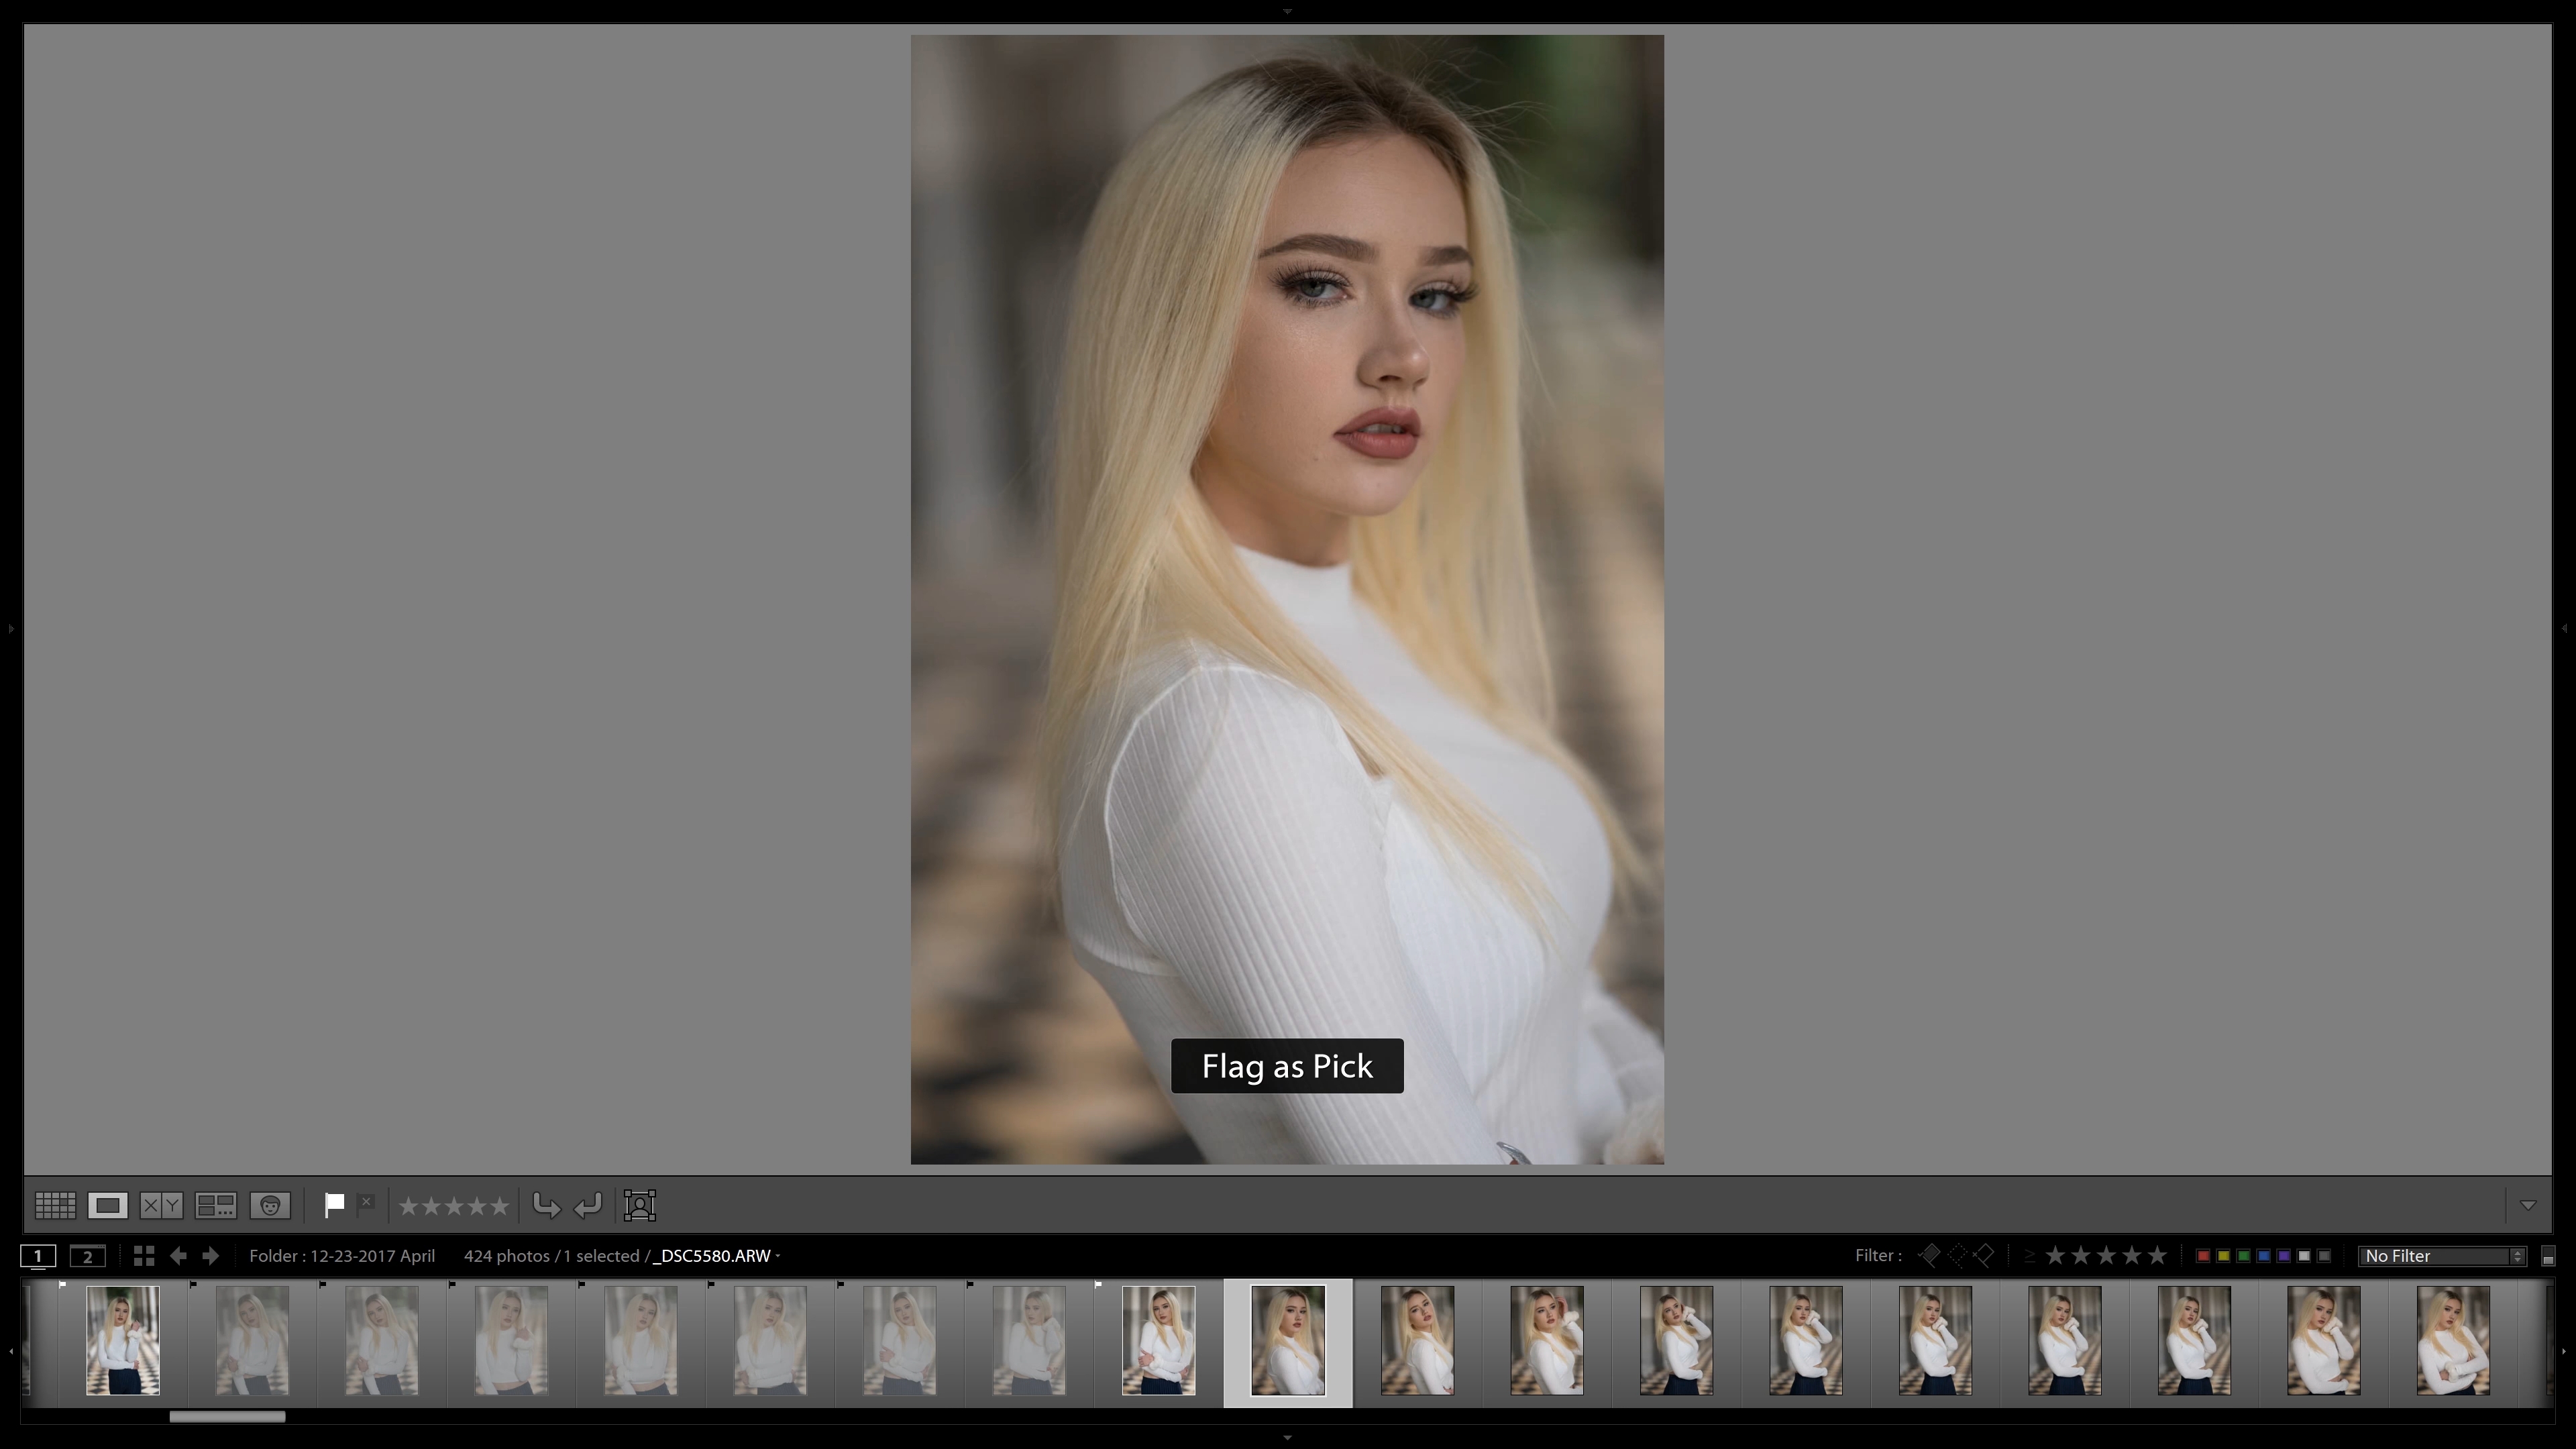 Flag as Pick
X Y
1 2 Folder : 12-23-2017 April 424 photos / 1 selected / _DSC5580.ARW Filter : ≥ No Filter